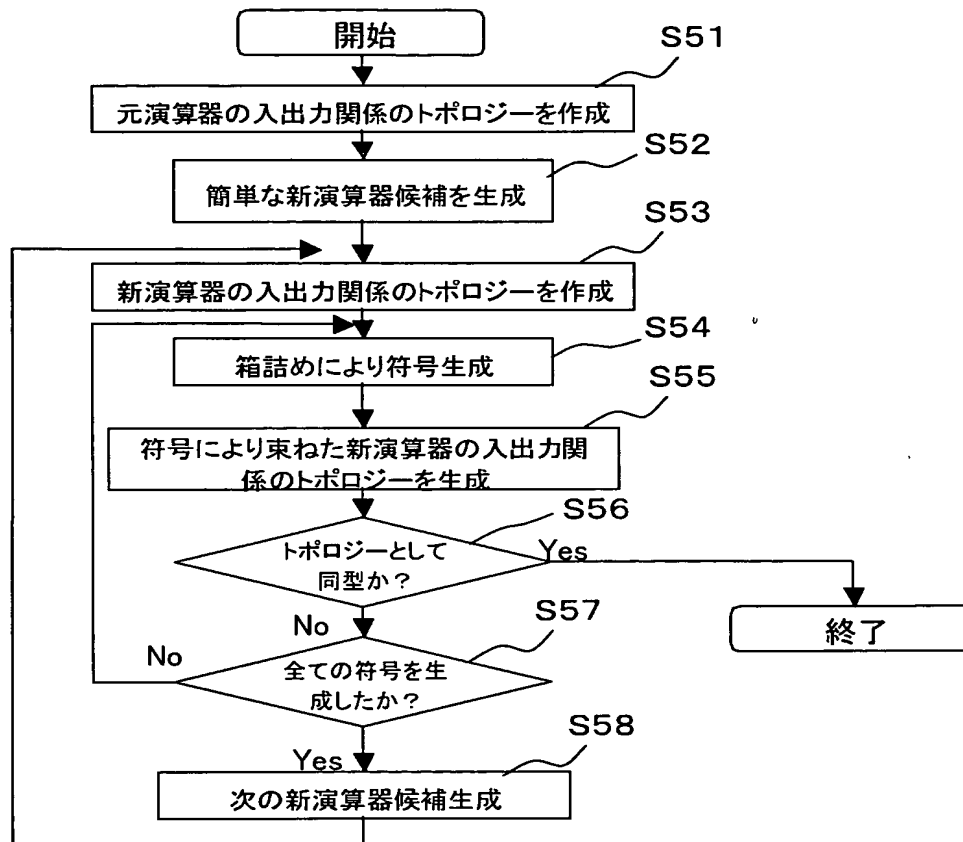 開始
S51
元演算器の入出力関係のトポロジーを作成
S52
簡単な新演算器候補を生成
S53
新演算器の入出力関係のトポロジーを作成
S54
箱詰めにより符号生成
S55
符号により束ねた新演算器の入出力関
係のトポロジーを生成
S56
トポロジーとして
同型か?
Yes
終了
No
S57
全ての符号を生
成したか?
No
Yes
S58
次の新演算器候補生成